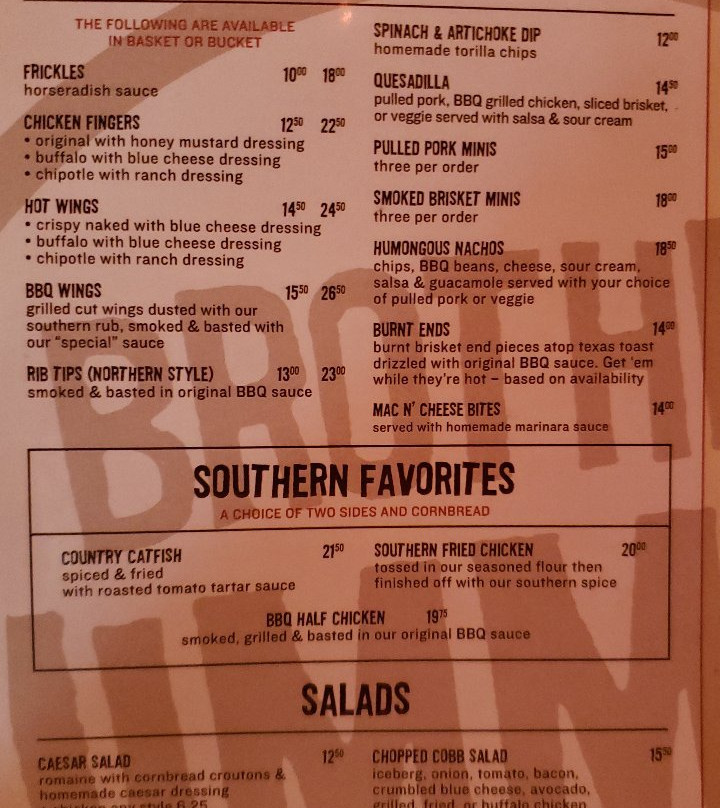 THE FOLLOWING ARE AVAILABLE
IN BASKET OR BUCKET
FRICKLES 10⁰⁰ 18⁰⁰
horseradish sauce
CHICKEN FINGERS 12⁵⁰ 22⁵⁰
• original with honey mustard dressing
• buffalo with blue cheese dressing
• chipotle with ranch dressing
HOT WINGS 14⁵⁰ 24⁵⁰
• crispy naked with blue cheese dressing
• buffalo with blue cheese dressing
• chipotle with ranch dressing
BBQ WINGS 15⁵⁰ 26⁵⁰
grilled cut wings dusted with our
southern rub, smoked & basted with
our “special” sauce
RIB TIPS (NORTHERN STYLE) 13⁰⁰ 23⁰⁰
smoked & basted in original BBQ sauce
SPINACH & ARTICHOKE DIP 12⁰⁰
homemade torilla chips
QUESADILLA 14⁵⁰
pulled pork, BBQ grilled chicken, sliced brisket,
or veggie served with salsa & sour cream
PULLED PORK MINIS 15⁰⁰
three per order
SMOKED BRISKET MINIS 18⁰⁰
three per order
HUMONGOUS NACHOS 18⁵⁰
chips, BBQ beans, cheese, sour cream,
salsa & guacamole served with your choice
of pulled pork or veggie
BURNT ENDS 14⁰⁰
burnt brisket end pieces atop texas toast
drizzled with original BBQ sauce. Get 'em
while they're hot – based on availability
MAC N' CHEESE BITES 14⁰⁰
served with homemade marinara sauce
SOUTHERN FAVORITES
A CHOICE OF TWO SIDES AND CORNBREAD
COUNTRY CATFISH 21⁵⁰
spiced & fried
with roasted tomato tartar sauce
SOUTHERN FRIED CHICKEN 20⁰⁰
tossed in our seasoned flour then
finished off with our southern spice
BBQ HALF CHICKEN 19⁷⁵
smoked, grilled & basted in our original BBQ sauce
SALADS
CAESAR SALAD 12⁵⁰
romaine with cornbread croutons &
homemade caesar dressing
chicken any style 6.25
CHOPPED COBB SALAD 15⁵⁰
iceberg, onion, tomato, bacon,
crumbled blue cheese, avocado,
grilled, fried, or buffalo chicken
BROTH
JIMM